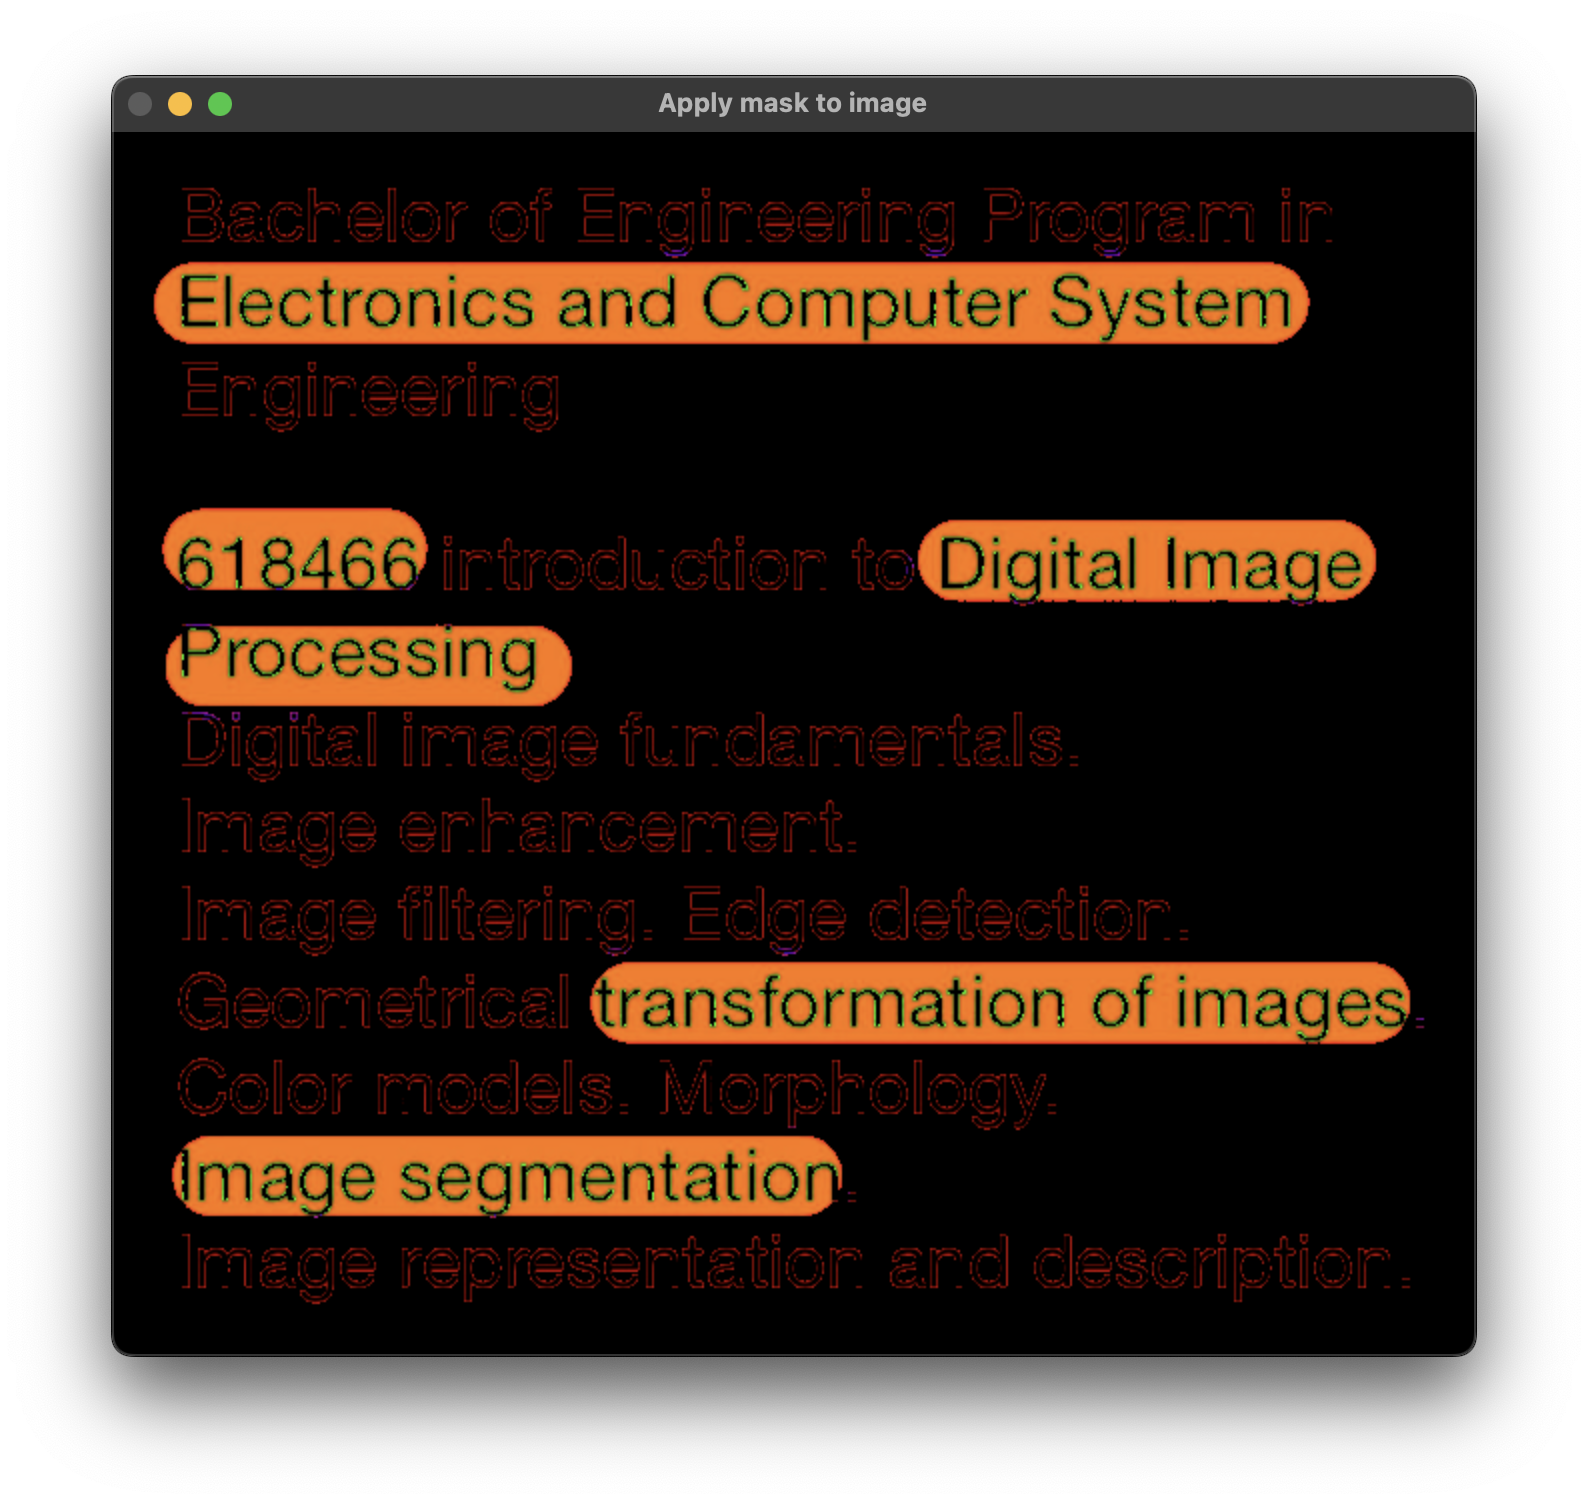 Apply mask to image
Bachelor of Engineering Program in
Electronics and Computer System
Engineering
618466 introduction to Digital Image
Processing
Digital image fundamentals.
Image enhancement.
Image filtering. Edge detection.
Geometrical transformation of images.
Color models. Morphology.
Image segmentation.
Image representation and description.